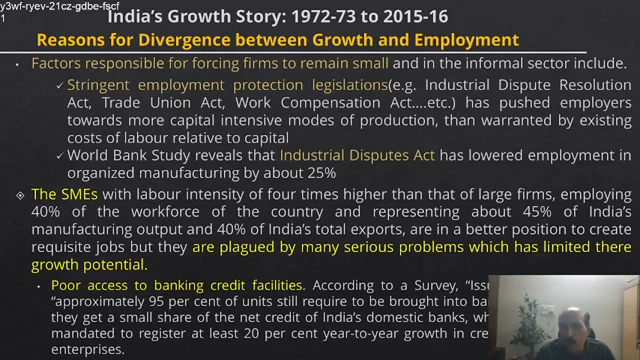 y3wf-ryev-21cz-gdbe-fscf
1
India's Growth Story: 1972-73 to 2015-16
Reasons for Divergence between Growth and Employment
• Factors responsible for forcing firms to remain small and in the informal sector include.
✓ Stringent employment protection legislations(e.g. Industrial Dispute Resolution
Act, Trade Union Act, Work Compensation Act....etc.) has pushed employers
towards more capital intensive modes of production, than warranted by existing
costs of labour relative to capital
✓ World Bank Study reveals that Industrial Disputes Act has lowered employment in
organized manufacturing by about 25%
❖ The SMEs with labour intensity of four times higher than that of large firms, employing
40% of the workforce of the country and representing about 45% of India's
manufacturing output and 40% of India's total exports, are in a better position to create
requisite jobs but they are plagued by many serious problems which has limited there
growth potential.
• Poor access to banking credit facilities. According to a Survey, "Issu
"approximately 95 per cent of units still require to be brought into ba
they get a small share of the net credit of India's domestic banks, wh
mandated to register at least 20 per cent year-to-year growth in cre
enterprises.